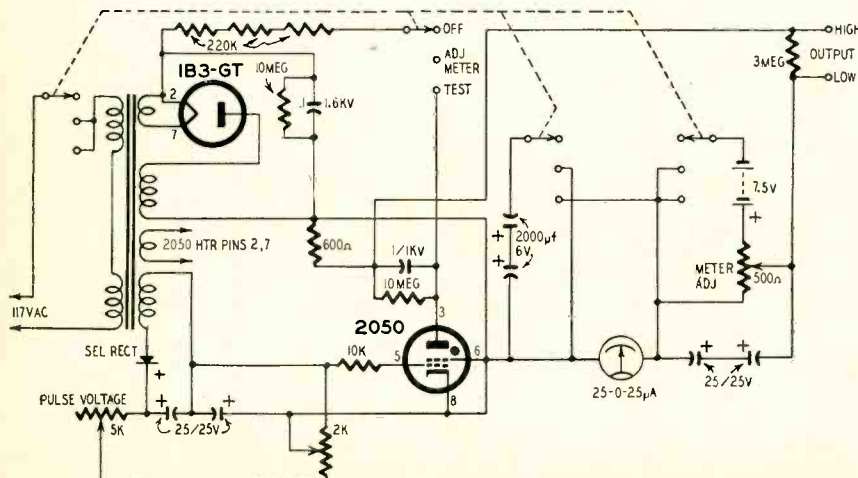 OFF
HIGH
220K
ADJ METER
3MEG
OUTPUT
1B3-GT
10MEG
LOW
2
.1
1.6KV
TEST
7
7.5V
+
+
2000µf
6V
+
2050 HTR PINS 2,7
600Ω
.1/1KV
METER ADJ
500Ω
10MEG
117VAC
3
2050
SEL RECT
10K
5
6
+
+
+
8
25-0-25µA
25/25V
PULSE VOLTAGE
+
+
5K
25/25V
2K